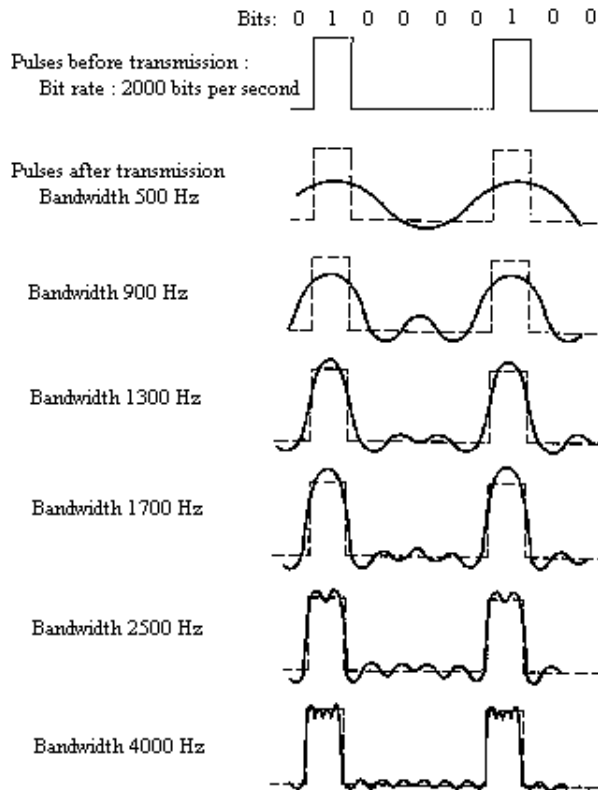 Bits: 0 1 0 0 0 0 1 0 0
Pulses before transmission :
Bit rate : 2000 bits per second
Pulses after transmission
Bandwidth 500 Hz
Bandwidth 900 Hz
Bandwidth 1300 Hz
Bandwidth 1700 Hz
Bandwidth 2500 Hz
Bandwidth 4000 Hz